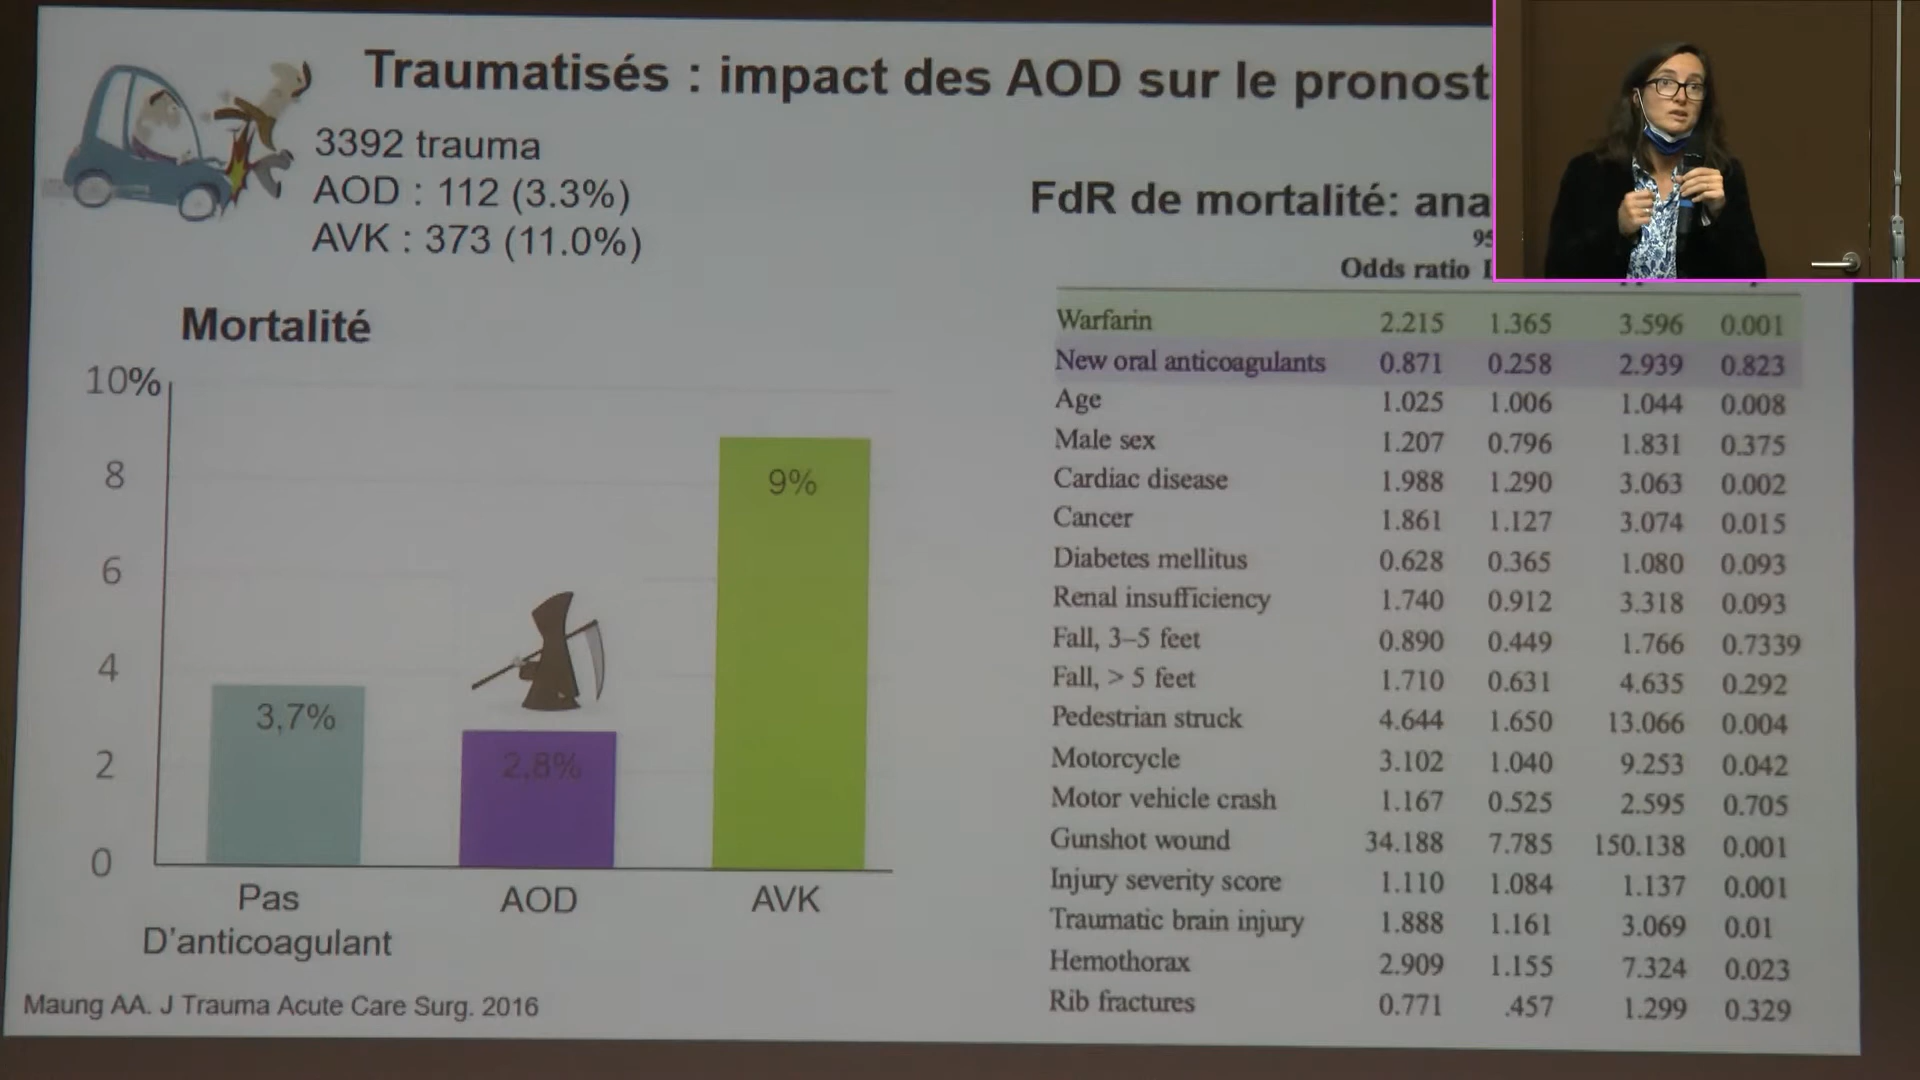 Traumatisés : impact des AOD sur le pronost
3392 trauma
AOD : 112 (3.3%)
AVK : 373 (11.0%)
Mortalité
10%
8
6
4
2
0
3,7%
2,8%
9%
Pas
D'anticoagulant
AOD
AVK
Maung AA. J Trauma Acute Care Surg. 2016
FdR de mortalité: ana
95
Odds ratio
Warfarin 2.215 1.365 3.596 0.001
New oral anticoagulants 0.871 0.258 2.939 0.823
Age 1.025 1.006 1.044 0.008
Male sex 1.207 0.796 1.831 0.375
Cardiac disease 1.988 1.290 3.063 0.002
Cancer 1.861 1.127 3.074 0.015
Diabetes mellitus 0.628 0.365 1.080 0.093
Renal insufficiency 1.740 0.912 3.318 0.093
Fall, 3–5 feet 0.890 0.449 1.766 0.7339
Fall, > 5 feet 1.710 0.631 4.635 0.292
Pedestrian struck 4.644 1.650 13.066 0.004
Motorcycle 3.102 1.040 9.253 0.042
Motor vehicle crash 1.167 0.525 2.595 0.705
Gunshot wound 34.188 7.785 150.138 0.001
Injury severity score 1.110 1.084 1.137 0.001
Traumatic brain injury 1.888 1.161 3.069 0.01
Hemothorax 2.909 1.155 7.324 0.023
Rib fractures 0.771 .457 1.299 0.329